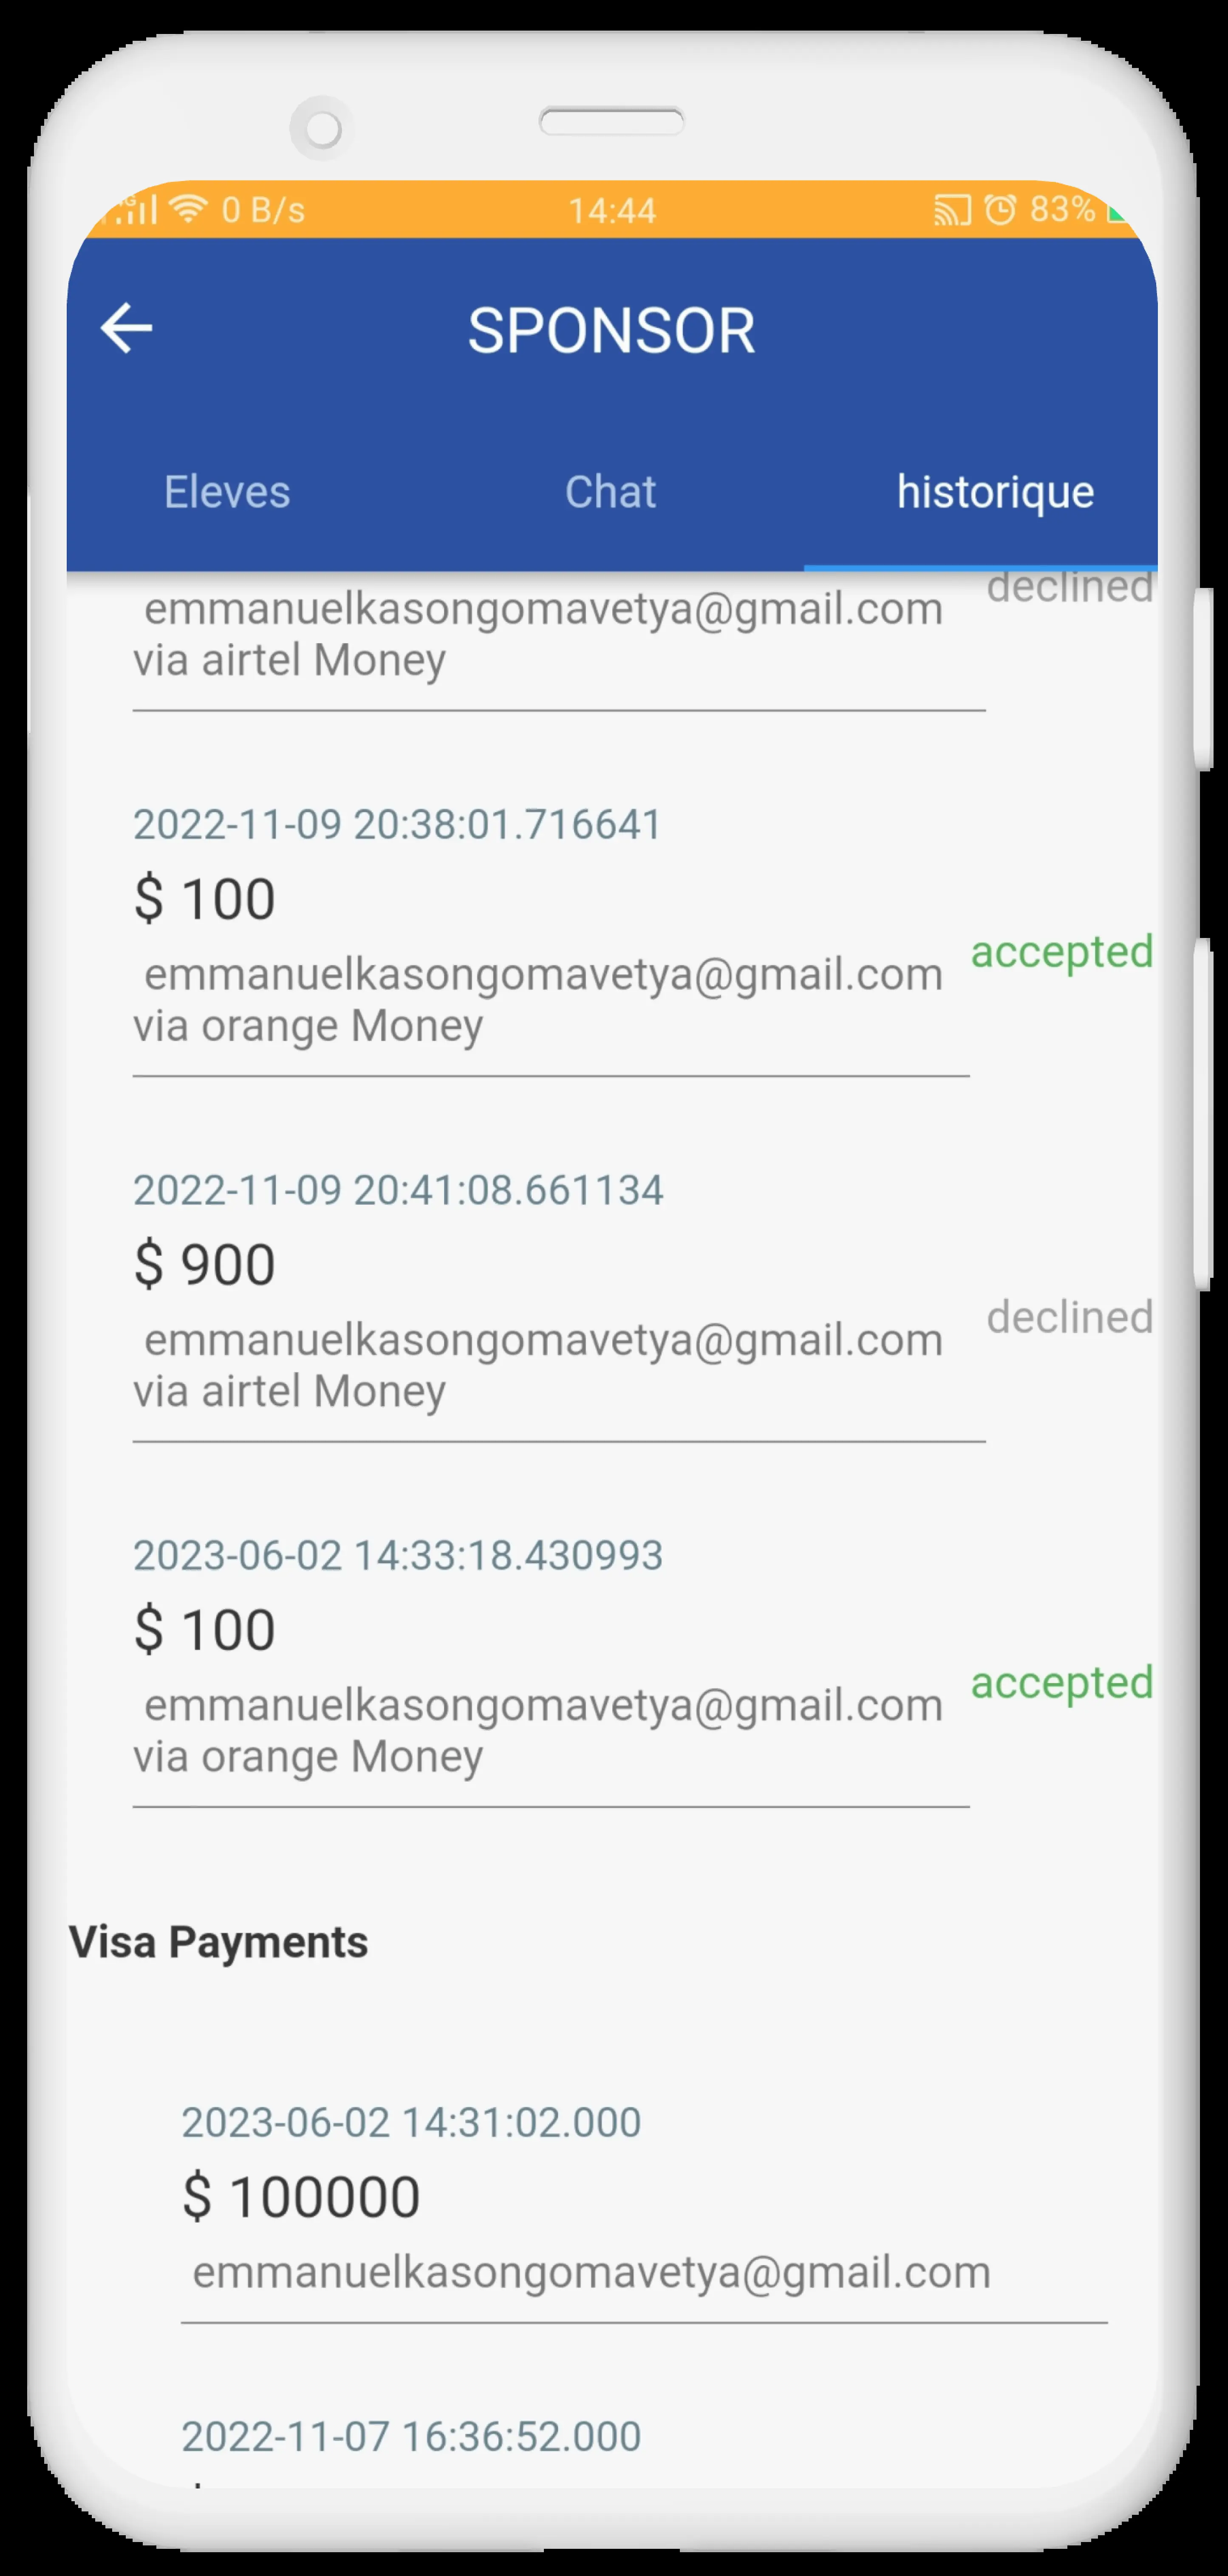 4G 0 B/s 14:44 83%
SPONSOR
Eleves Chat historique
declined
emmanuelkasongomavetya@gmail.com
via airtel Money
2022-11-09 20:38:01.716641
$ 100
accepted
emmanuelkasongomavetya@gmail.com
via orange Money
2022-11-09 20:41:08.661134
$ 900
declined
emmanuelkasongomavetya@gmail.com
via airtel Money
2023-06-02 14:33:18.430993
$ 100
accepted
emmanuelkasongomavetya@gmail.com
via orange Money
Visa Payments
2023-06-02 14:31:02.000
$ 100000
emmanuelkasongomavetya@gmail.com
2022-11-07 16:36:52.000